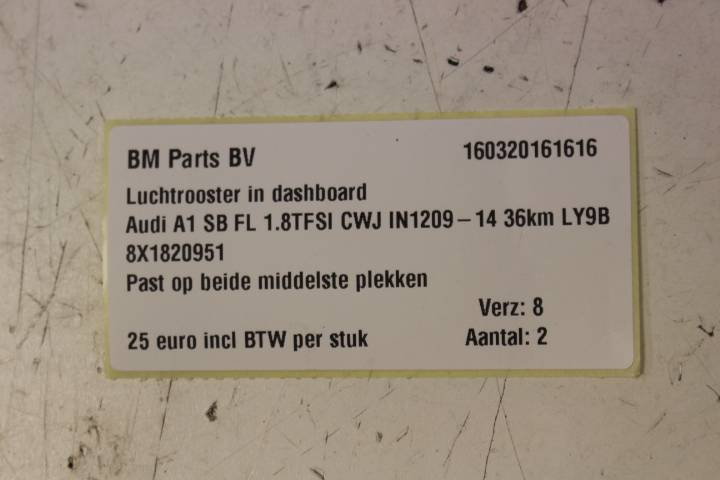 BM Parts BV 160320161616
Luchtrooster in dashboard
Audi A1 SB FL 1.8TFSI CWJ IN1209-14 36km LY9B
8X1820951
Past op beide middelste plekken
Verz: 8
25 euro incl BTW per stuk Aantal: 2